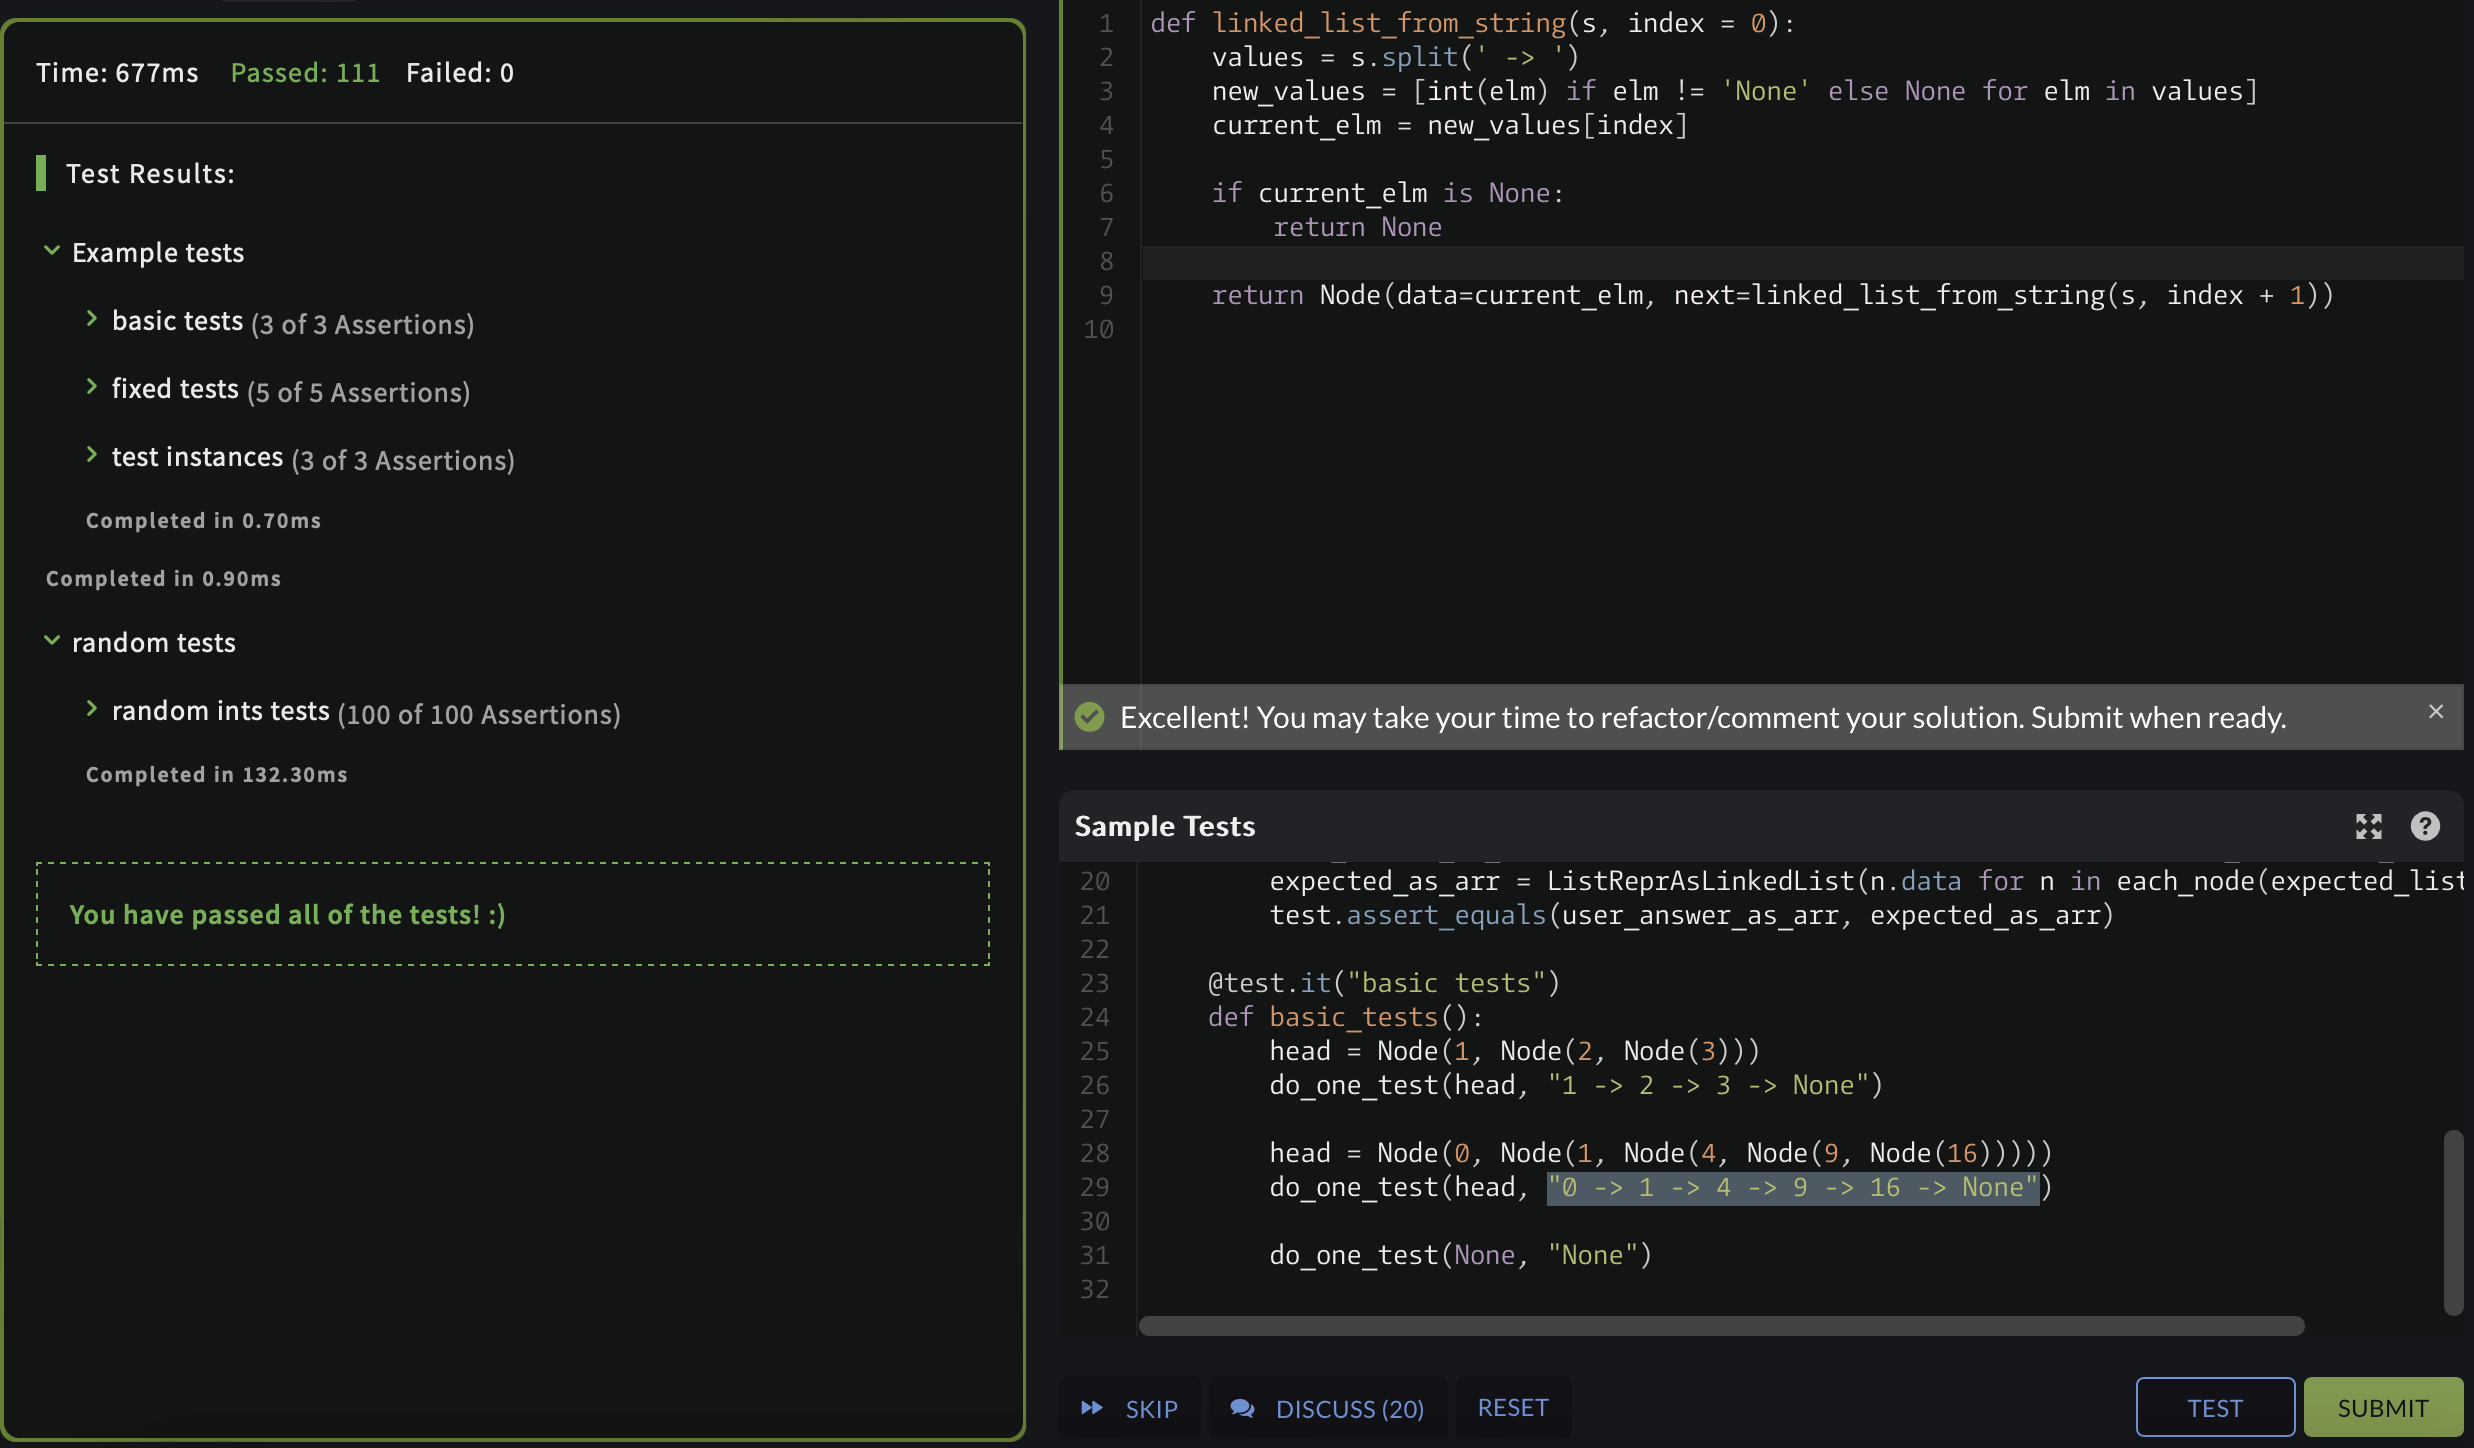 Time: 677ms Passed: 111 Failed: 0
Test Results:
Example tests
basic tests (3 of 3 Assertions)
fixed tests (5 of 5 Assertions)
test instances (3 of 3 Assertions)
Completed in 0.70ms
Completed in 0.90ms
random tests
random ints tests (100 of 100 Assertions)
Completed in 132.30ms
You have passed all of the tests! :)
1 def linked_list_from_string(s, index = 0):
2     values = s.split(' -> ')
3     new_values = [int(elm) if elm != 'None' else None for elm in values]
4     current_elm = new_values[index]
5
6     if current_elm is None:
7         return None
8
9     return Node(data=current_elm, next=linked_list_from_string(s, index + 1))
10
Excellent! You may take your time to refactor/comment your solution. Submit when ready.
Sample Tests
20         expected_as_arr = ListReprAsLinkedList(n.data for n in each_node(expected_list
21         test.assert_equals(user_answer_as_arr, expected_as_arr)
22
23     @test.it("basic tests")
24     def basic_tests():
25         head = Node(1, Node(2, Node(3)))
26         do_one_test(head, "1 -> 2 -> 3 -> None")
27
28         head = Node(0, Node(1, Node(4, Node(9, Node(16)))))
29         do_one_test(head, "0 -> 1 -> 4 -> 9 -> 16 -> None")
30
31         do_one_test(None, "None")
32
SKIP DISCUSS (20) RESET TEST SUBMIT